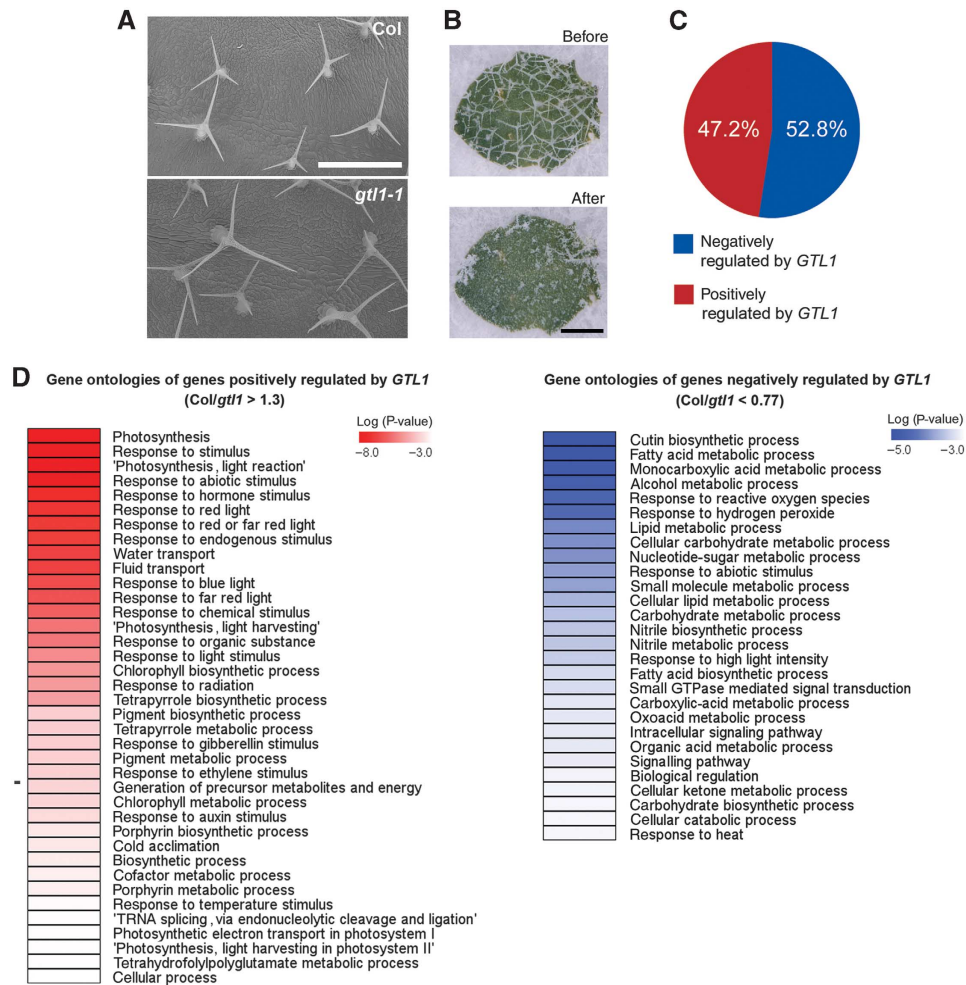 A
Col
gtl1-1
B
Before
After
C
47.2%
52.8%
Negatively
regulated by GTL1
Positively
regulated by GTL1
D
Gene ontologies of genes positively regulated by GTL1
(Col/gtl1 > 1.3)
Log (P-value)
−8.0 −3.0
Photosynthesis
Response to stimulus
'Photosynthesis, light reaction'
Response to abiotic stimulus
Response to hormone stimulus
Response to red light
Response to red or far red light
Response to endogenous stimulus
Water transport
Fluid transport
Response to blue light
Response to far red light
Response to chemical stimulus
'Photosynthesis, light harvesting'
Response to organic substance
Response to light stimulus
Chlorophyll biosynthetic process
Response to radiation
Tetrapyrrole biosynthetic process
Pigment biosynthetic process
Tetrapyrrole metabolic process
Response to gibberellin stimulus
Pigment metabolic process
Response to ethylene stimulus
Generation of precursor metabolites and energy
Chlorophyll metabolic process
Response to auxin stimulus
Porphyrin biosynthetic process
Cold acclimation
Biosynthetic process
Cofactor metabolic process
Porphyrin metabolic process
Response to temperature stimulus
'TRNA splicing, via endonucleolytic cleavage and ligation'
Photosynthetic electron transport in photosystem I
'Photosynthesis, light harvesting in photosystem II'
Tetrahydrofolylpolyglutamate metabolic process
Cellular process
Gene ontologies of genes negatively regulated by GTL1
(Col/gtl1 < 0.77)
Log (P-value)
−5.0 −3.0
Cutin biosynthetic process
Fatty acid metabolic process
Monocarboxylic acid metabolic process
Alcohol metabolic process
Response to reactive oxygen species
Response to hydrogen peroxide
Lipid metabolic process
Cellular carbohydrate metabolic process
Nucleotide-sugar metabolic process
Response to abiotic stimulus
Small molecule metabolic process
Cellular lipid metabolic process
Carbohydrate metabolic process
Nitrile biosynthetic process
Nitrile metabolic process
Response to high light intensity
Fatty acid biosynthetic process
Small GTPase mediated signal transduction
Carboxylic-acid metabolic process
Oxoacid metabolic process
Intracellular signaling pathway
Organic acid metabolic process
Signalling pathway
Biological regulation
Cellular ketone metabolic process
Carbohydrate biosynthetic process
Cellular catabolic process
Response to heat